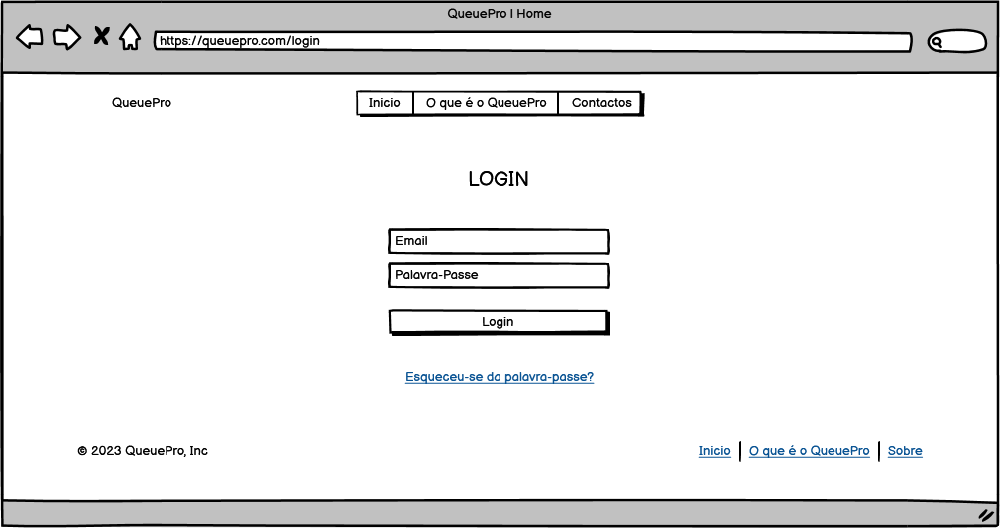 QueuePro | Home
https://queuepro.com/login
QueuePro
Inicio
O que é o QueuePro
Contactos
LOGIN
Email
Palavra-Passe
Login
Esqueceu-se da palavra-passe?
© 2023 QueuePro, Inc
Inicio | O que é o QueuePro | Sobre